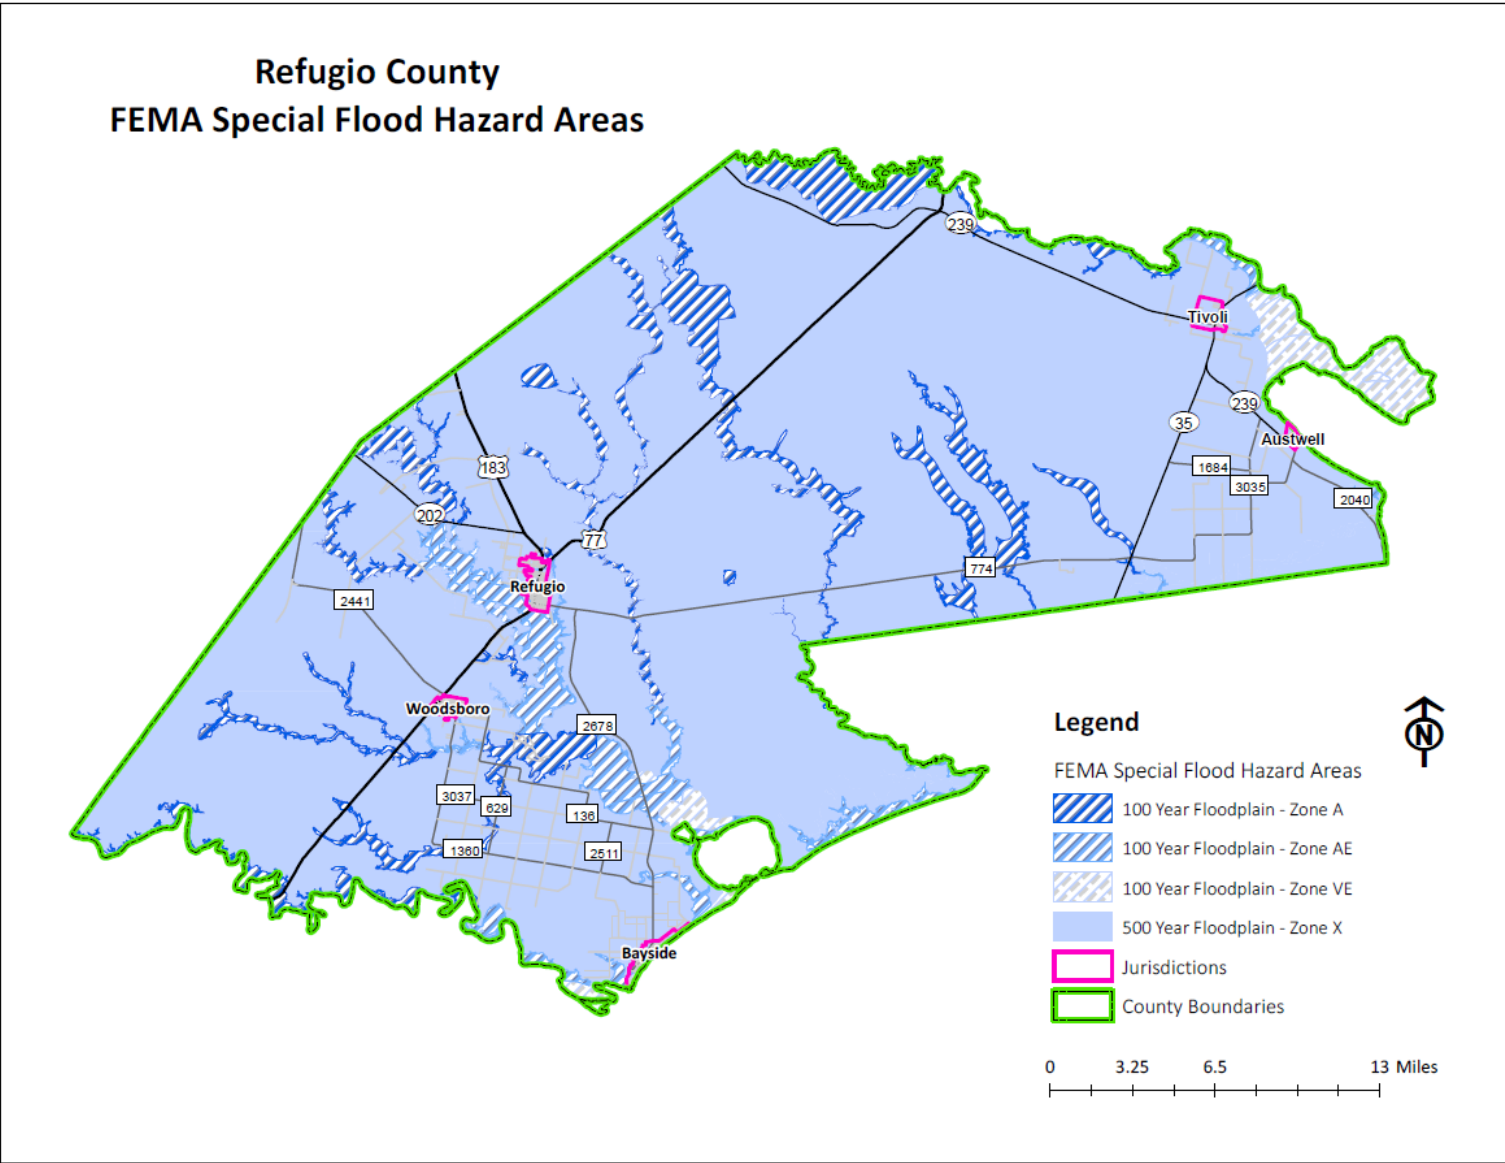 Refugio County
FEMA Special Flood Hazard Areas
239
Tivoli
239
35
Austwell
183
1684
3035
2040
202
77
774
Refugio
2441
Woodsboro
2678
3037
629
136
1360
2511
Bayside
Legend
FEMA Special Flood Hazard Areas
100 Year Floodplain - Zone A
100 Year Floodplain - Zone AE
100 Year Floodplain - Zone VE
500 Year Floodplain - Zone X
Jurisdictions
County Boundaries
N
0 3.25 6.5 13 Miles